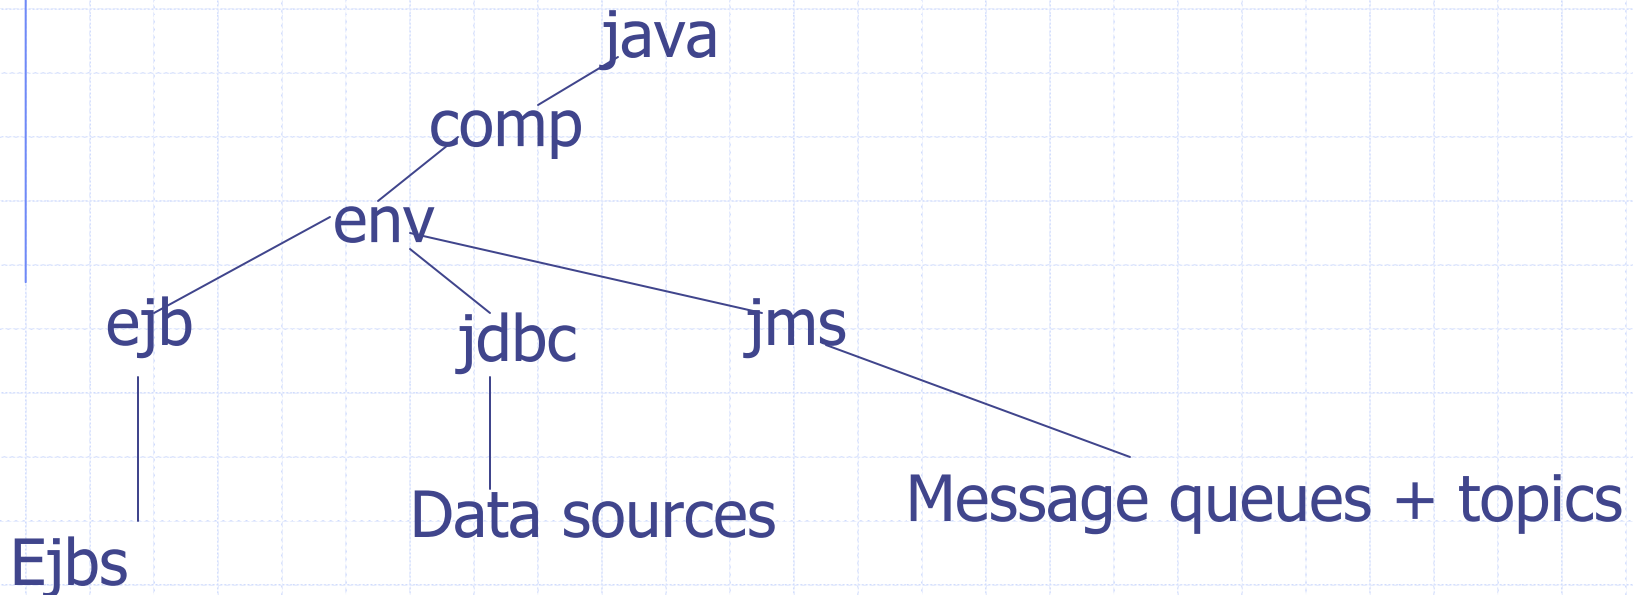 java
comp
env
ejb
jdbc
jms
Data sources
Message queues + topics
Ejbs